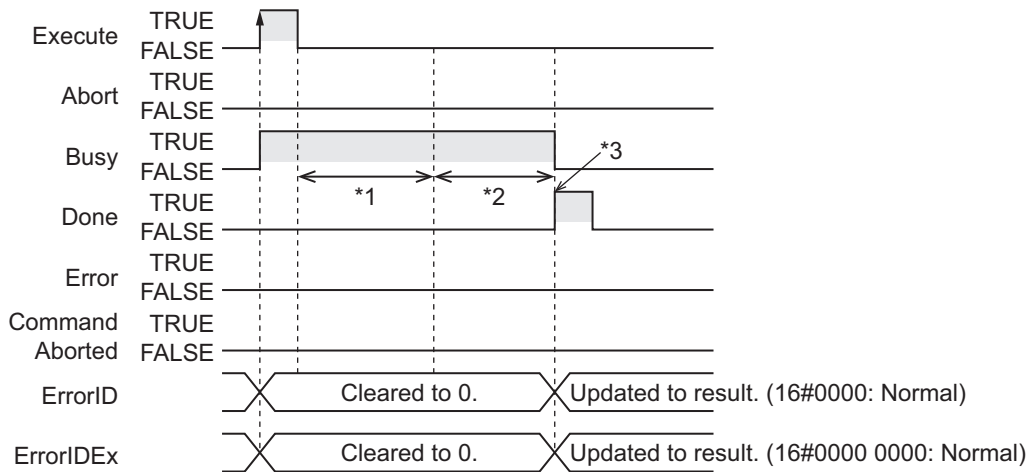 Execute TRUE
FALSE
Abort TRUE
FALSE
Busy TRUE
FALSE
*1 *2 *3
Done TRUE
FALSE
Error TRUE
FALSE
Command TRUE
Aborted FALSE
ErrorID Cleared to 0. Updated to result. (16#0000: Normal)
ErrorIDEx Cleared to 0. Updated to result. (16#0000 0000: Normal)